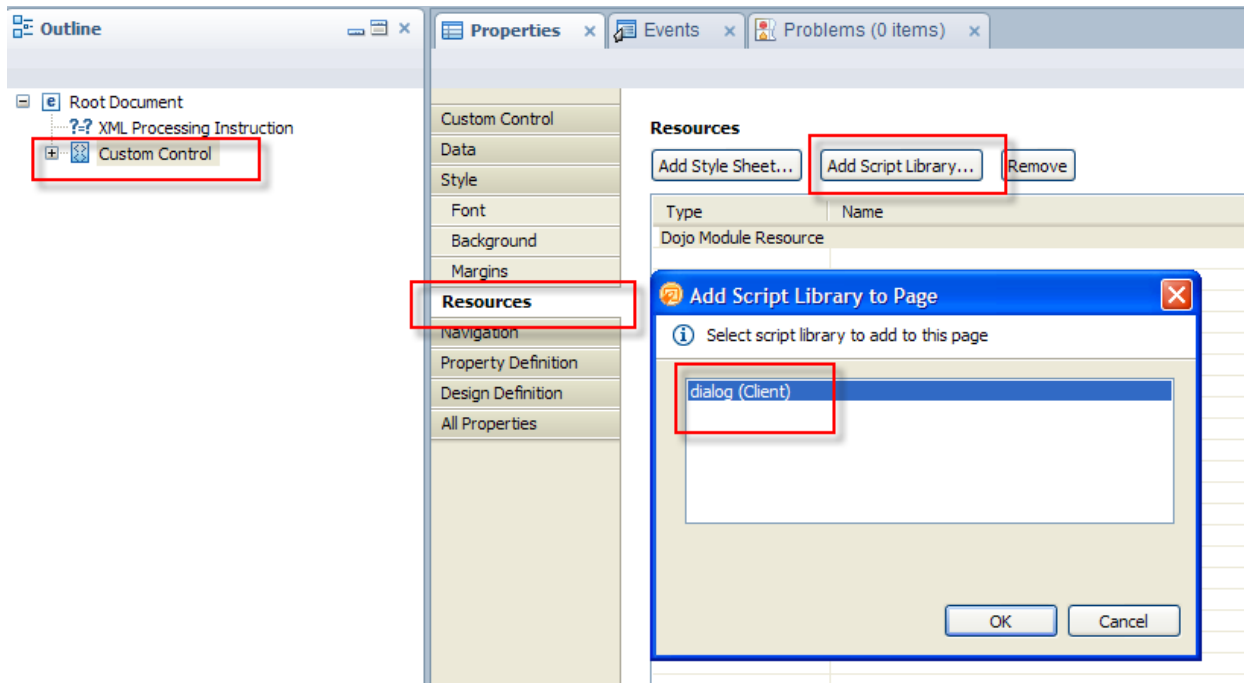 Outline
Properties
Events
Problems (0 items)
Root Document
?=? XML Processing Instruction
Custom Control
Custom Control
Data
Style
Font
Background
Margins
Resources
Navigation
Property Definition
Design Definition
All Properties
Resources
Add Style Sheet... Add Script Library... Remove
Type Name
Dojo Module Resource
Add Script Library to Page
Select script library to add to this page
dialog (Client)
OK Cancel